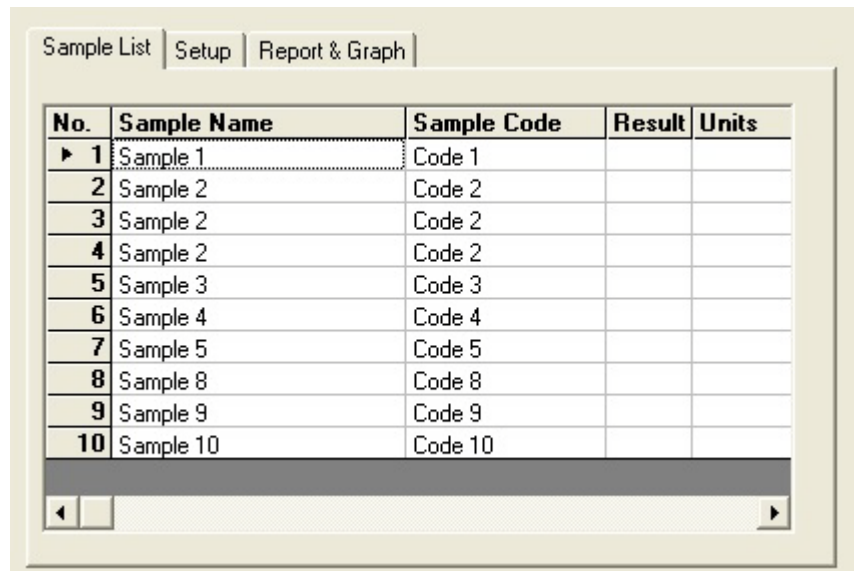 Sample List Setup Report & Graph
No. Sample Name Sample Code Result Units
1 Sample 1 Code 1
2 Sample 2 Code 2
3 Sample 2 Code 2
4 Sample 2 Code 2
5 Sample 3 Code 3
6 Sample 4 Code 4
7 Sample 5 Code 5
8 Sample 8 Code 8
9 Sample 9 Code 9
10 Sample 10 Code 10